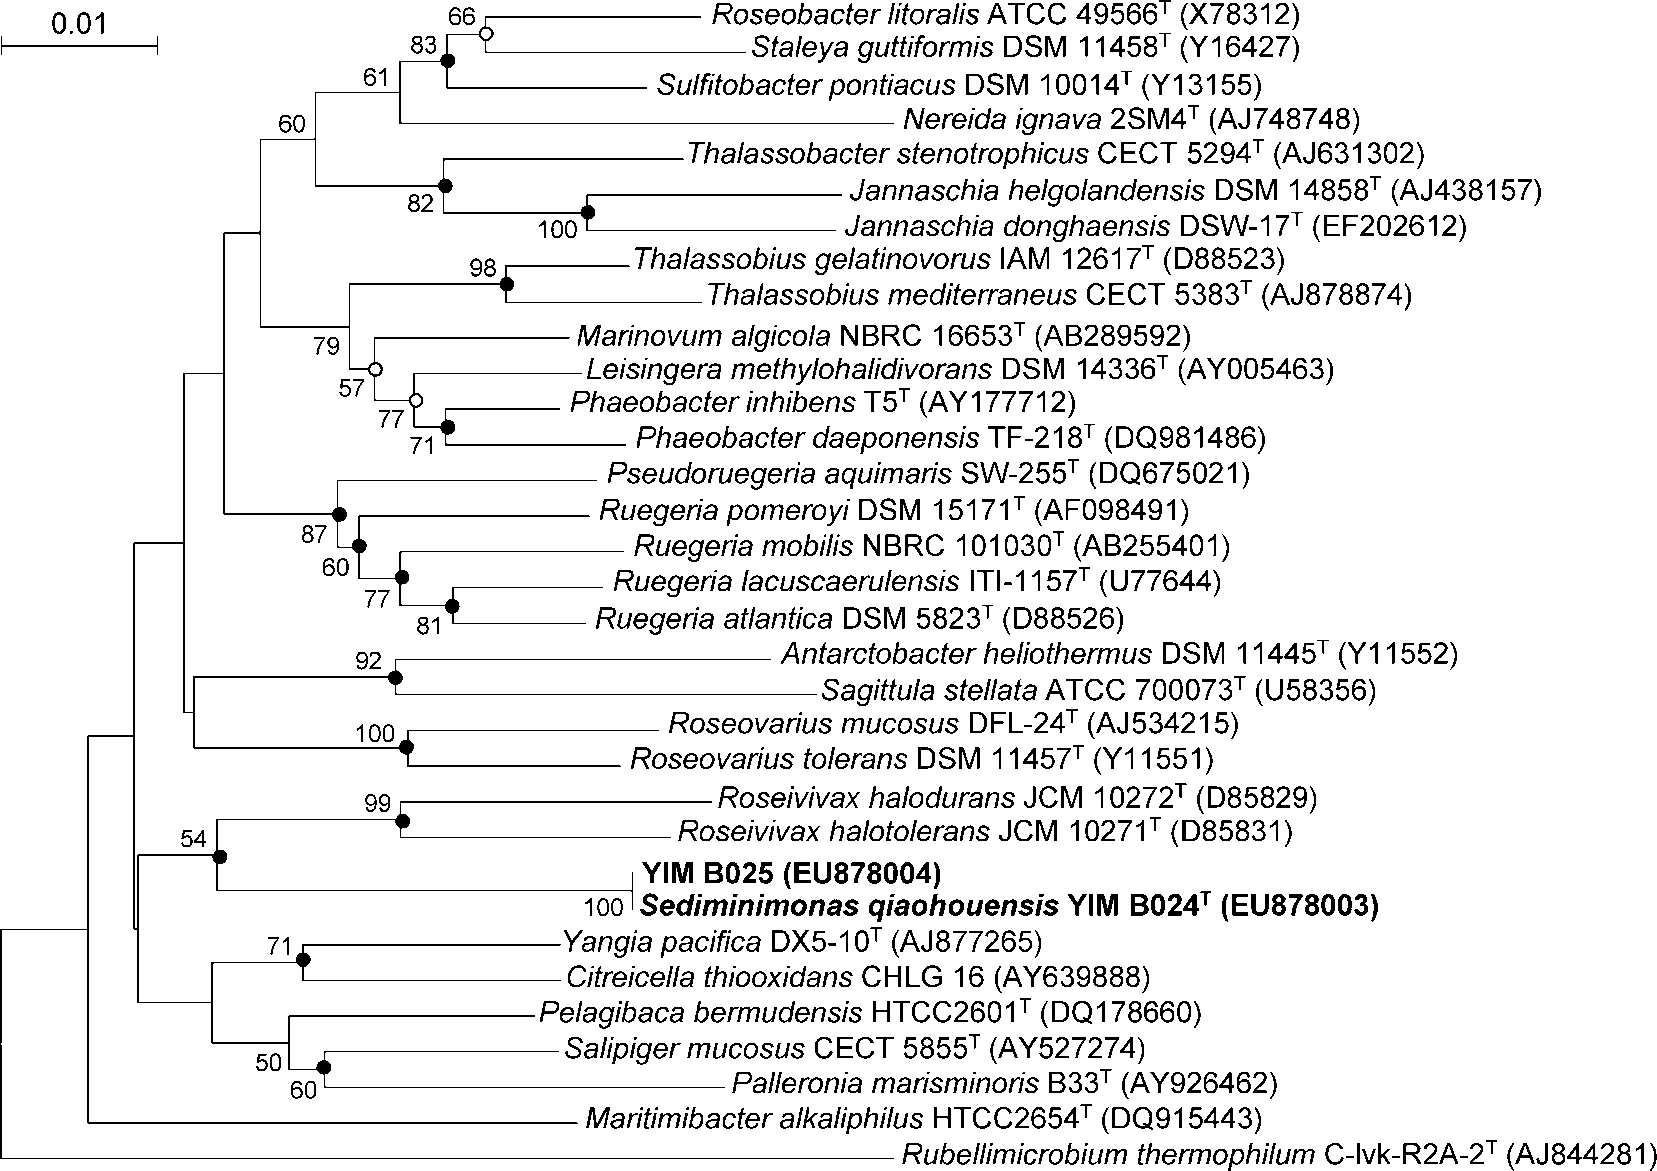 0.01
66
Roseobacter litoralis ATCC 49566T (X78312)
83
Staleya guttiformis DSM 11458T (Y16427)
61
Sulfitobacter pontiacus DSM 10014T (Y13155)
60
Nereida ignava 2SM4T (AJ748748)
Thalassobacter stenotrophicus CECT 5294T (AJ631302)
82
Jannaschia helgolandensis DSM 14858T (AJ438157)
100
Jannaschia donghaensis DSW-17T (EF202612)
98
Thalassobius gelatinovorus IAM 12617T (D88523)
Thalassobius mediterraneus CECT 5383T (AJ878874)
79
Marinovum algicola NBRC 16653T (AB289592)
57
Leisingera methylohalidivorans DSM 14336T (AY005463)
77
Phaeobacter inhibens T5T (AY177712)
71
Phaeobacter daeponensis TF-218T (DQ981486)
Pseudoruegeria aquimaris SW-255T (DQ675021)
87
Ruegeria pomeroyi DSM 15171T (AF098491)
60
Ruegeria mobilis NBRC 101030T (AB255401)
77
Ruegeria lacuscaerulensis ITI-1157T (U77644)
81
Ruegeria atlantica DSM 5823T (D88526)
92
Antarctobacter heliothermus DSM 11445T (Y11552)
Sagittula stellata ATCC 700073T (U58356)
100
Roseovarius mucosus DFL-24T (AJ534215)
Roseovarius tolerans DSM 11457T (Y11551)
99
Roseivivax halodurans JCM 10272T (D85829)
54
Roseivivax halotolerans JCM 10271T (D85831)
YIM B025 (EU878004)
100
Sediminimonas qiaohouensis YIM B024T (EU878003)
71
Yangia pacifica DX5-10T (AJ877265)
Citreicella thiooxidans CHLG 16 (AY639888)
Pelagibaca bermudensis HTCC2601T (DQ178660)
50
Salipiger mucosus CECT 5855T (AY527274)
60
Palleronia marisminoris B33T (AY926462)
Maritimibacter alkaliphilus HTCC2654T (DQ915443)
Rubellimicrobium thermophilum C-lvk-R2A-2T (AJ844281)